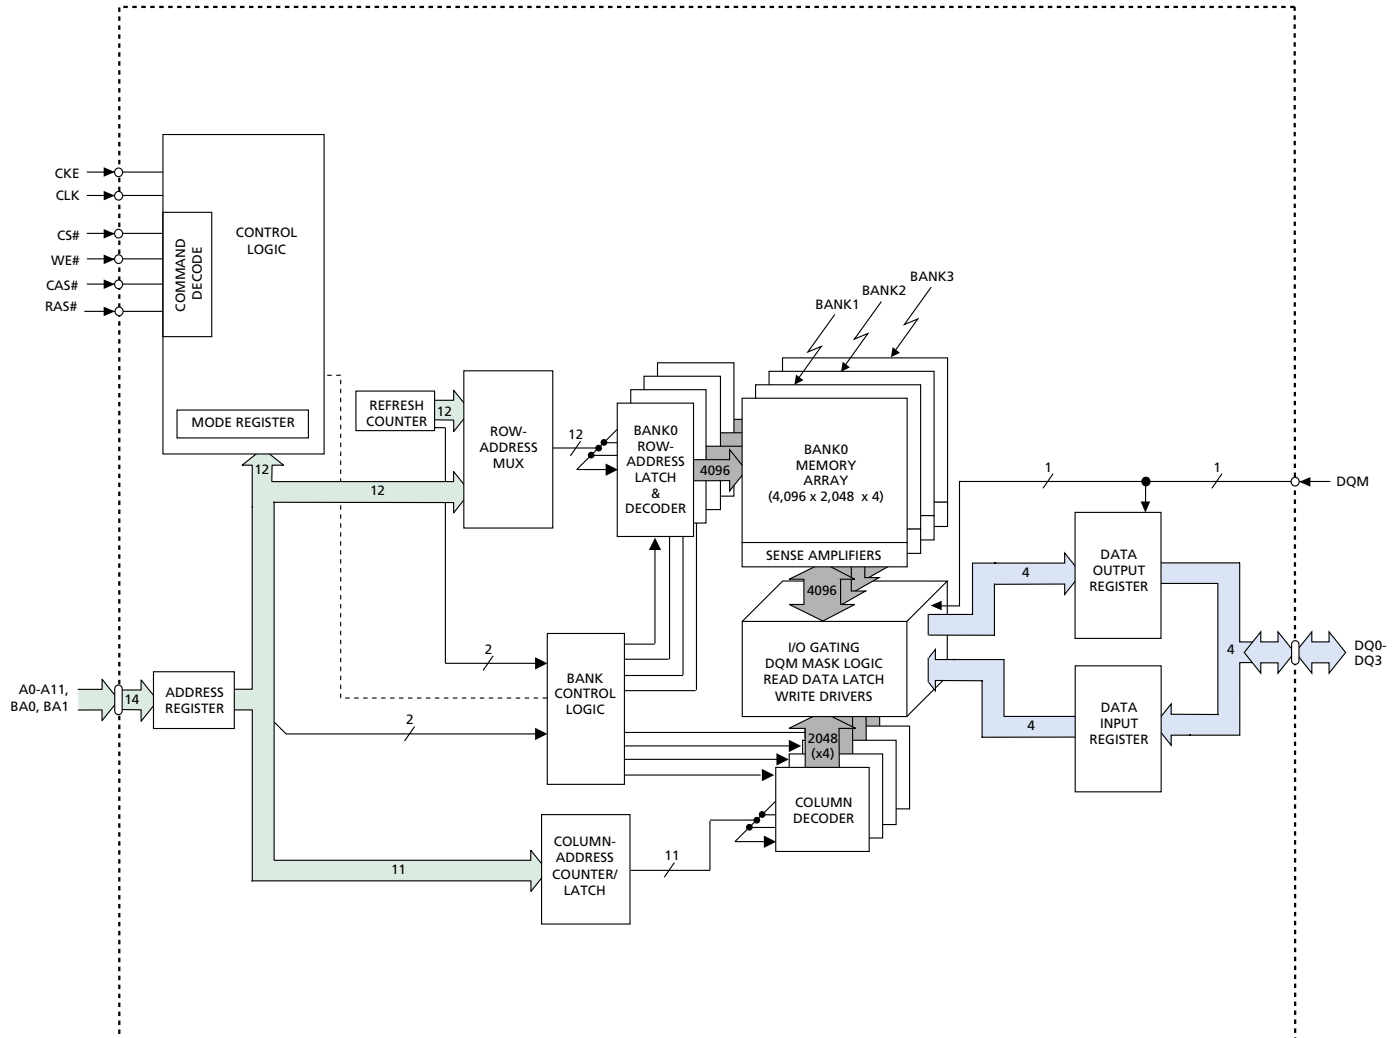 CKE
CLK
CS#
WE#
CAS#
RAS#
COMMAND
DECODE
CONTROL
LOGIC
MODE REGISTER
12
REFRESH
COUNTER
12
12
ROW-
ADDRESS
MUX
12
BANK0
ROW-
ADDRESS
LATCH
&
DECODER
4096
BANK1
BANK2
BANK3
BANK0
MEMORY
ARRAY
(4,096 x 2,048 x 4)
SENSE AMPLIFIERS
4096
I/O GATING
DQM MASK LOGIC
READ DATA LATCH
WRITE DRIVERS
2048
(x4)
COLUMN
DECODER
1
1
DQM
DATA
OUTPUT
REGISTER
4
4
DQ0-
DQ3
DATA
INPUT
REGISTER
4
A0-A11,
BA0, BA1
14
ADDRESS
REGISTER
2
2
BANK
CONTROL
LOGIC
11
COLUMN-
ADDRESS
COUNTER/
LATCH
11